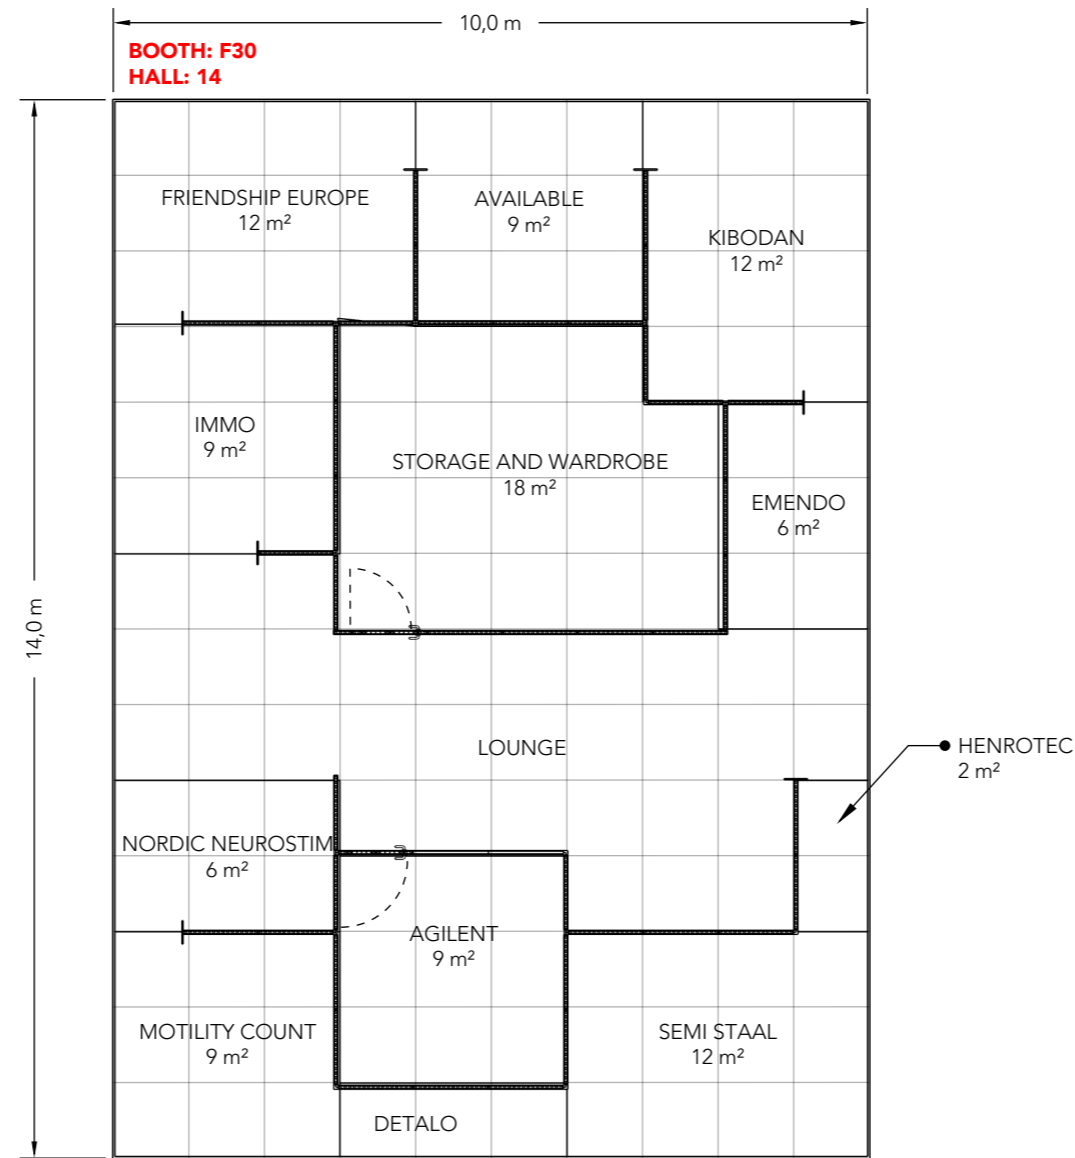 10,0 m
BOOTH: F30
HALL: 14
FRIENDSHIP EUROPE
12 m²
AVAILABLE
9 m²
KIBODAN
12 m²
IMMO
9 m²
STORAGE AND WARDROBE
18 m²
EMENDO
6 m²
14,0 m
LOUNGE
HENROTEC
2 m²
NORDIC NEUROSTIM
6 m²
AGILENT
9 m²
MOTILITY COUNT
9 m²
SEMI STAAL
12 m²
DETALO